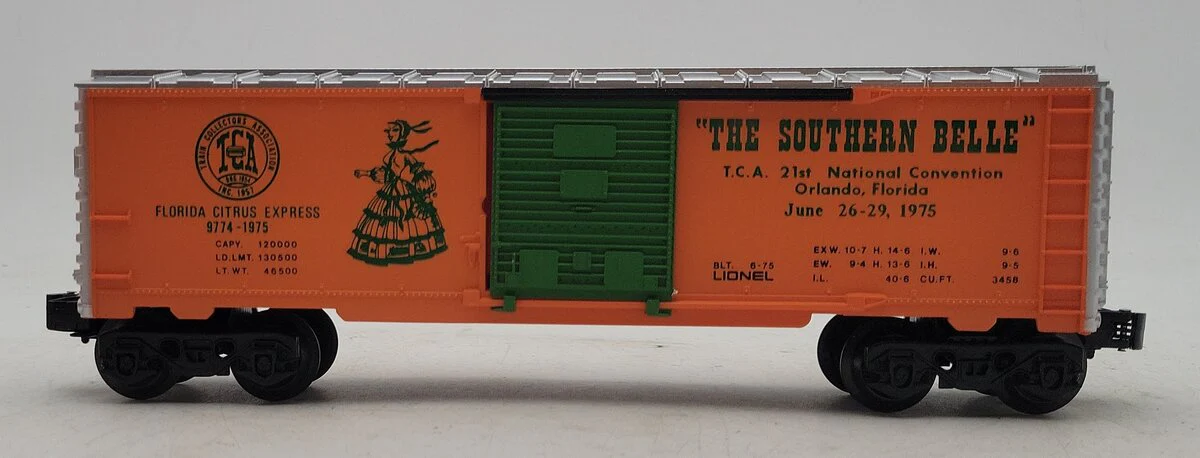 TRAIN COLLECTORS ASSOCIATION
TCA
ORG 1954
INC. 1957
FLORIDA CITRUS EXPRESS
9774-1975
CAPY. 120000
LD.LMT. 130500
LT. WT. 46500
"THE SOUTHERN BELLE"
T.C.A. 21st National Convention
Orlando, Florida
June 26-29, 1975
BLT. 6-75
LIONEL
EXW. 10-7 H. 14-6 I.W. 9-6
EW. 9-4 H. 13-6 I.H. 9-5
I.L. 40-6 CU.FT. 3458